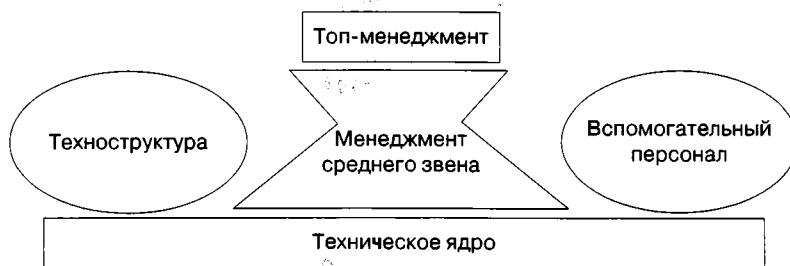 Топ-менеджмент
Техноструктура
Менеджмент
среднего звена
Вспомогательный
персонал
Техническое ядро